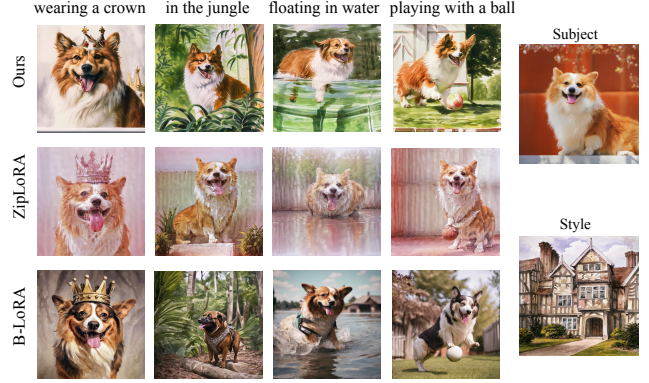 wearing a crown in the jungle floating in water playing with a ball
Subject
Ours
ZipLoRA
Style
B-LoRA